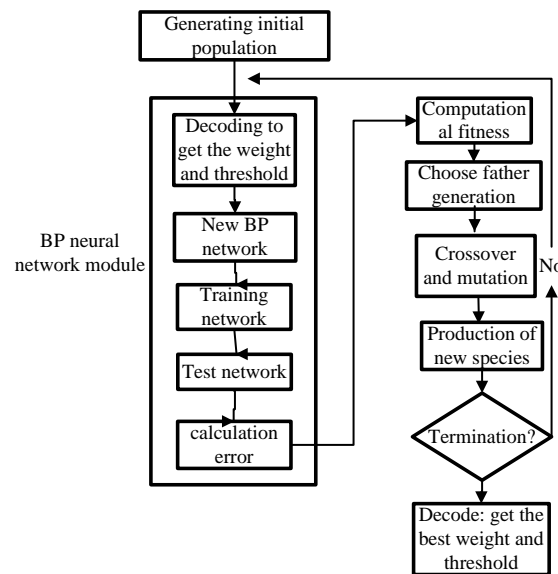 Generating initial
population
Decoding to
get the weight
and threshold
New BP
network
Training
network
Test network
calculation
error
BP neural
network module
Computation
al fitness
Choose father
generation
Crossover
and mutation
Production of
new species
Termination?
No
Decode: get the
best weight and
threshold